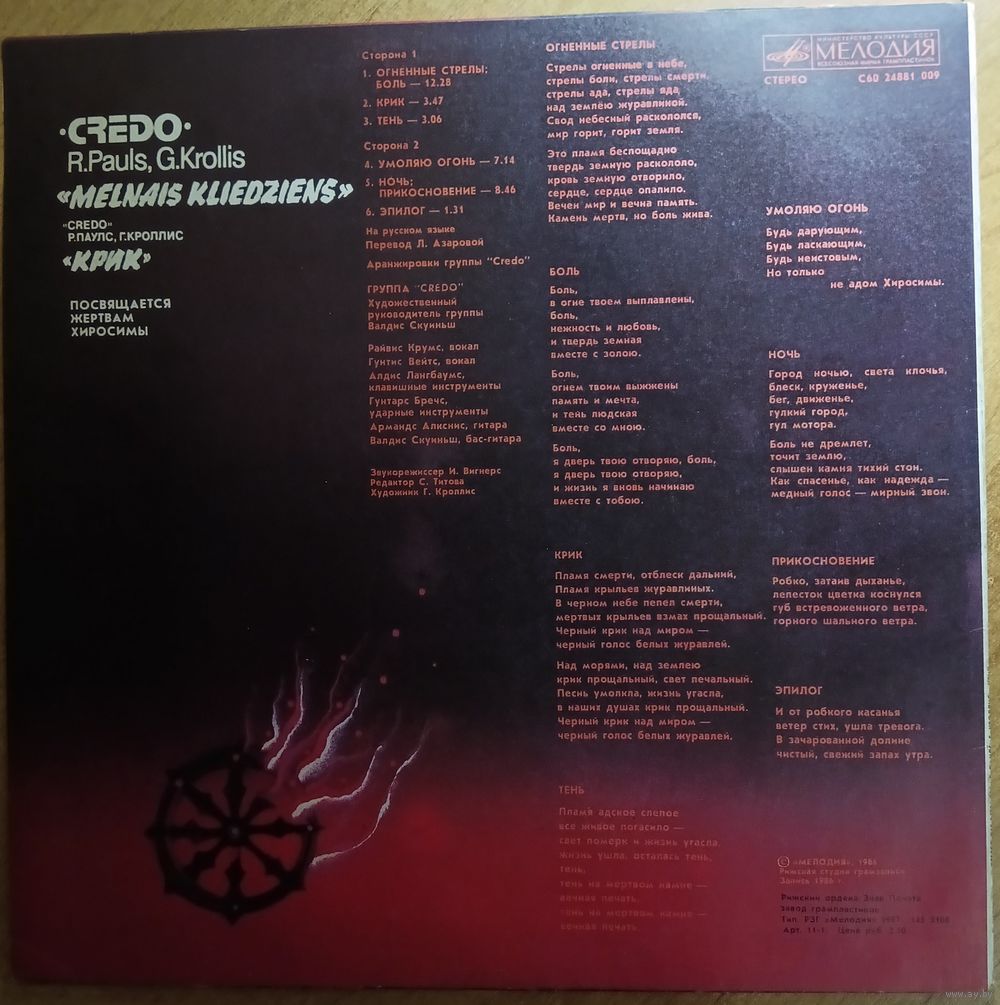 ·CREDO·
R.Pauls, G.Krollis
«MELNAIS KLIEDZIENS»
«CREDO»
Р.ПАУЛС, Г.КРОЛЛИС
«КРИК»
ПОСВЯЩАЕТСЯ
ЖЕРТВАМ
ХИРОСИМЫ
Сторона 1
1. ОГНЕННЫЕ СТРЕЛЫ;
БОЛЬ — 12.28
2. КРИК — 3.47
3. ТЕНЬ — 3.06
Сторона 2
4. УМОЛЯЮ ОГОНЬ — 7.14
5. НОЧЬ;
ПРИКОСНОВЕНИЕ — 8.46
6. ЭПИЛОГ — 1.31
На русском языке
Перевод Л. Азаровой
Аранжировки группы "Credo"
ГРУППА "CREDO"
Художественный
руководитель группы
Валдис Скуиньш
Райвис Крумс, вокал
Гунтис Вейтс, вокал
Алдис Лангбаумс,
клавишные инструменты
Гунтарс Бречс,
ударные инструменты
Армандс Алкснис, гитара
Валдис Скуиньш, бас-гитара
Звукорежиссер И. Вигнерс
Редактор С. Титова
Художник Г. Кроллис
ОГНЕННЫЕ СТРЕЛЫ
Стрелы огненные в небе,
стрелы боли, стрелы смерти,
стрелы ада, стрелы яда
над землёю журавлиной.
Свод небесный раскололся,
мир горит, горит земля.
Это пламя беспощадно
твердь земную раскололо,
кровь земную отворило,
сердце, сердце опалило.
Вечен мир и вечна память.
Камень мертв, но боль жива.
БОЛЬ
Боль,
в огне твоем выплавлены,
боль,
нежность и любовь,
и твердь земная
вместе с золою.
Боль,
огнем твоим выжжены
память и мечта,
и тень людская
вместе со мною.
Боль,
я дверь твою отворяю, боль,
я дверь твою отворяю,
и жизнь я вновь начинаю
вместе с тобою.
КРИК
Пламя смерти, отблеск дальний,
Пламя крыльев журавлиных.
В черном небе пепел смерти,
мертвых крыльев взмах прощальный.
Черный крик над миром —
черный голос белых журавлей.
Над морями, над землею
крик прощальный, свет печальный.
Песнь умолкла, жизнь угасла,
в наших душах крик прощальный.
Черный крик над миром —
черный голос белых журавлей.
ТЕНЬ
Пламя адское слепое
все живое погасило —
свет померк и жизнь угасла,
жизнь ушла, осталась тень,
тень,
тень на мертвом камне —
вечная печать,
тень на мертвом камне —
вечная печать.
МИНИСТЕРСТВО КУЛЬТУРЫ СССР
МЕЛОДИЯ
ВСЕСОЮЗНАЯ ФИРМА ГРАМПЛАСТИНОК
СТЕРЕО С60 24881 009
УМОЛЯЮ ОГОНЬ
Будь дарующим,
Будь ласкающим,
Будь неистовым,
Но только
не адом Хиросимы.
НОЧЬ
Город ночью, света клочья,
блеск, круженье,
бег, движенье,
гулкий город,
гул мотора.
Боль не дремлет,
точит землю,
слышен камня тихий стон.
Как спасенье, как надежда —
медный голос — мирный звон.
ПРИКОСНОВЕНИЕ
Робко, затаив дыханье,
лепесток цветка коснулся
губ встревоженного ветра,
горного шального ветра.
ЭПИЛОГ
И от робкого касанья
ветер стих, ушла тревога.
В зачарованной долине
чистый, свежий запах утра.
© «МЕЛОДИЯ», 1986
Рижская студия грамзаписи
Запись 1986 г.
Рижский ордена Знак Почета
завод грампластинок
Тип. РЗГ «Мелодия» 1987
Арт. 11-1. Цена руб.
www.ay.by